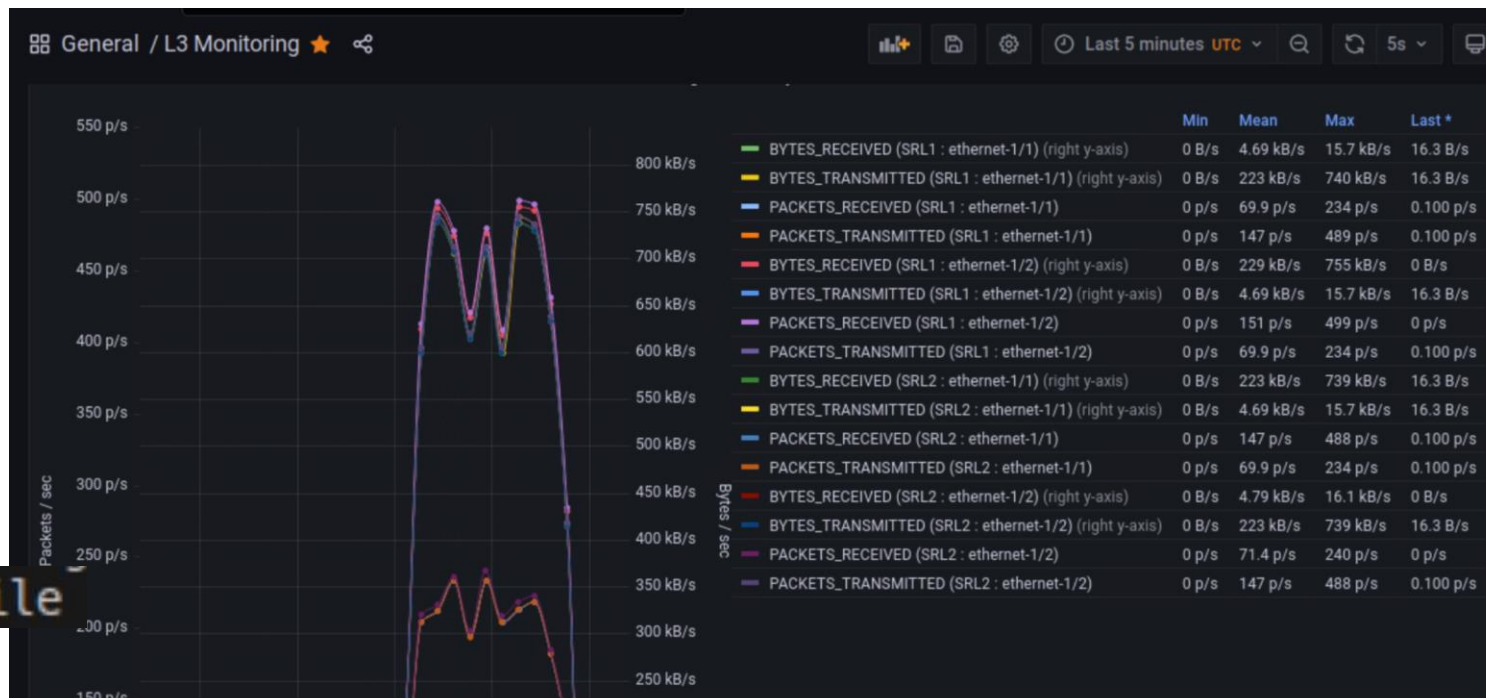 General / L3 Monitoring
Last 5 minutes UTC
5s
550 p/s
500 p/s
450 p/s
400 p/s
350 p/s
300 p/s
250 p/s
200 p/s
150 p/s
Packets / sec
ile
800 kB/s
750 kB/s
700 kB/s
650 kB/s
600 kB/s
550 kB/s
500 kB/s
450 kB/s
400 kB/s
350 kB/s
300 kB/s
250 kB/s
Bytes / sec
Min Mean Max Last *
BYTES_RECEIVED (SRL1 : ethernet-1/1) (right y-axis) 0 B/s 4.69 kB/s 15.7 kB/s 16.3 B/s
BYTES_TRANSMITTED (SRL1 : ethernet-1/1) (right y-axis) 0 B/s 223 kB/s 740 kB/s 16.3 B/s
PACKETS_RECEIVED (SRL1 : ethernet-1/1) 0 p/s 69.9 p/s 234 p/s 0.100 p/s
PACKETS_TRANSMITTED (SRL1 : ethernet-1/1) 0 p/s 147 p/s 489 p/s 0.100 p/s
BYTES_RECEIVED (SRL1 : ethernet-1/2) (right y-axis) 0 B/s 229 kB/s 755 kB/s 0 B/s
BYTES_TRANSMITTED (SRL1 : ethernet-1/2) (right y-axis) 0 B/s 4.69 kB/s 15.7 kB/s 16.3 B/s
PACKETS_RECEIVED (SRL1 : ethernet-1/2) 0 p/s 151 p/s 499 p/s 0 p/s
PACKETS_TRANSMITTED (SRL1 : ethernet-1/2) 0 p/s 69.9 p/s 234 p/s 0.100 p/s
BYTES_RECEIVED (SRL2 : ethernet-1/1) (right y-axis) 0 B/s 223 kB/s 739 kB/s 16.3 B/s
BYTES_TRANSMITTED (SRL2 : ethernet-1/1) (right y-axis) 0 B/s 4.69 kB/s 15.7 kB/s 16.3 B/s
PACKETS_RECEIVED (SRL2 : ethernet-1/1) 0 p/s 147 p/s 488 p/s 0.100 p/s
PACKETS_TRANSMITTED (SRL2 : ethernet-1/1) 0 p/s 69.9 p/s 234 p/s 0.100 p/s
BYTES_RECEIVED (SRL2 : ethernet-1/2) (right y-axis) 0 B/s 4.79 kB/s 16.1 kB/s 0 B/s
BYTES_TRANSMITTED (SRL2 : ethernet-1/2) (right y-axis) 0 B/s 223 kB/s 739 kB/s 16.3 B/s
PACKETS_RECEIVED (SRL2 : ethernet-1/2) 0 p/s 71.4 p/s 240 p/s 0 p/s
PACKETS_TRANSMITTED (SRL2 : ethernet-1/2) 0 p/s 147 p/s 488 p/s 0.100 p/s